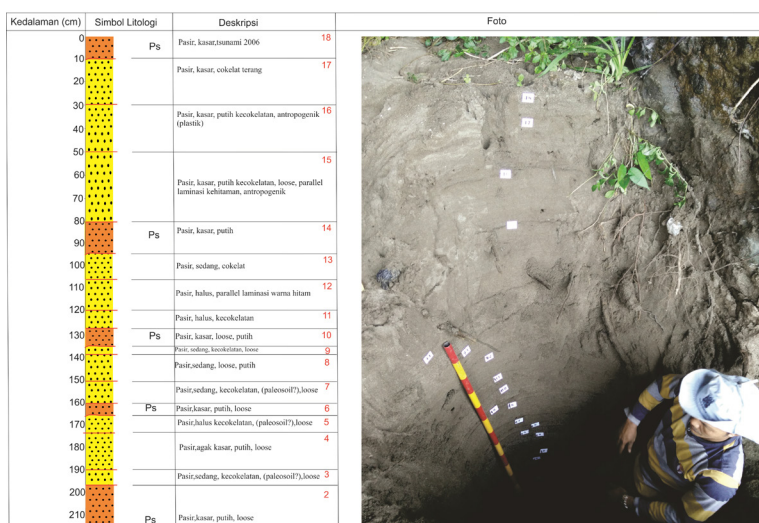 Kedalaman (cm) Simbol Litologi Deskripsi Foto
0
Ps
Pasir, kasar,tsunami 2006 18
10
Pasir, kasar, cokelat terang 17
20
30
Pasir, kasar, putih kecokelatan, antropogenik 16
(plastik)
40
50
15
60
Pasir, kasar, putih kecokelatan, loose, parallel
laminasi kehitaman, antropogenik
70
80
Ps
Pasir, kasar, putih 14
90
Pasir, sedang, cokelat 13
100
110
Pasir, halus, parallel laminasi warna hitam 12
120
Pasir, halus, kecokelatan 11
130
Ps
Pasir, kasar, loose, putih 10
Pasir, sedang, kecokelatan, loose 9
140
Pasir,sedang, loose, putih 8
150
Pasir,sedang, kecokelatan, (paleosoil?),loose 7
160
Ps
Pasir,kasar, putih, loose 6
170
Pasir,halus kecokelatan, (paleosoil?),loose 5
180
Pasir,agak kasar, putih, loose 4
190
Pasir,sedang, kecokelatan, (paleosoil?),loose 3
200
2
210
Ps
Pasir,kasar, putih, loose